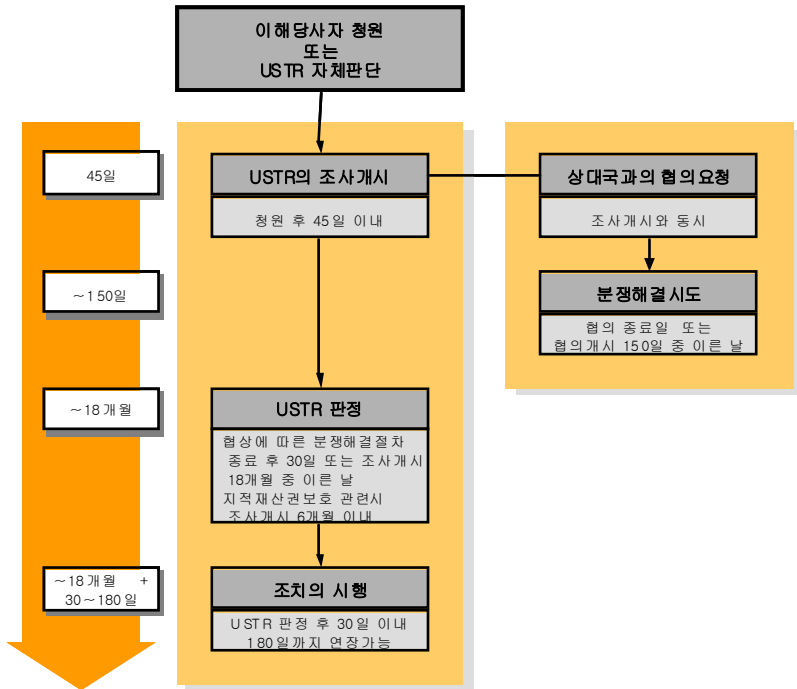 이해당사자 청원
또는
USTR 자체판단
45일
USTR의 조사개시
청원 후 45일 이내
상대국과의 협의요청
조사개시와 동시
~150일
분쟁해결시도
협의 종료일 또는
협의개시 150일 중 이른 날
~18개월
USTR 판정
협상에 따른 분쟁해결절차
종료 후 30일 또는 조사개시
18개월 중 이른 날
지적재산권보호 관련시
조사개시 6개월 이내
~18개월 +
30~180일
조치의 시행
USTR 판정 후 30일 이내
180일까지 연장가능